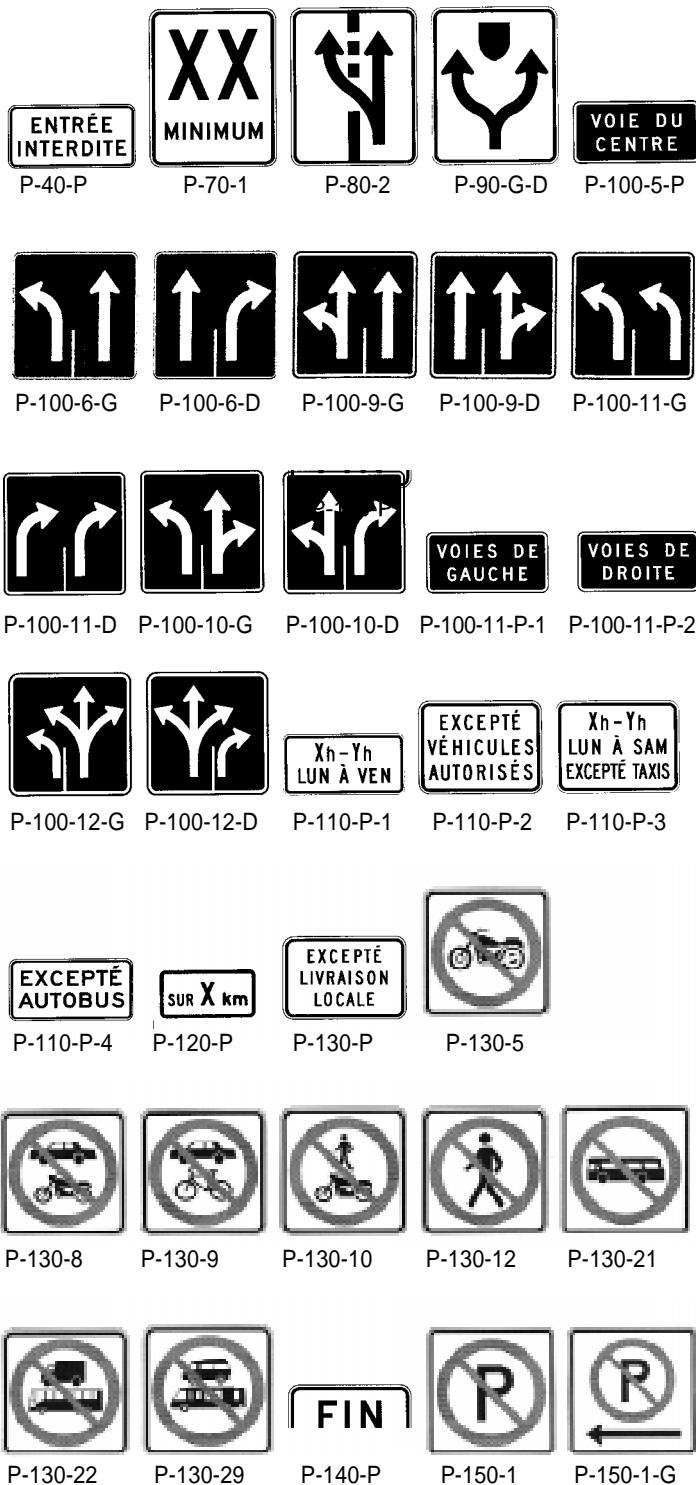 ENTRÉE
INTERDITE
P-40-P
XX
MINIMUM
P-70-1
P-80-2
P-90-G-D
VOIE DU
CENTRE
P-100-5-P
P-100-6-G
P-100-6-D
P-100-9-G
P-100-9-D
P-100-11-G
P-100-11-D
P-100-10-G
P-100-10-D
VOIES DE
GAUCHE
P-100-11-P-1
VOIES DE
DROITE
P-100-11-P-2
P-100-12-G
P-100-12-D
Xh-Yh
LUN À VEN
P-110-P-1
EXCEPTÉ
VÉHICULES
AUTORISÉS
P-110-P-2
Xh-Yh
LUN À SAM
EXCEPTÉ TAXIS
P-110-P-3
EXCEPTÉ
AUTOBUS
P-110-P-4
SUR X km
P-120-P
EXCEPTÉ
LIVRAISON
LOCALE
P-130-P
P-130-5
P-130-8
P-130-9
P-130-10
P-130-12
P-130-21
P-130-22
P-130-29
FIN
P-140-P
P
P-150-1
P
P-150-1-G